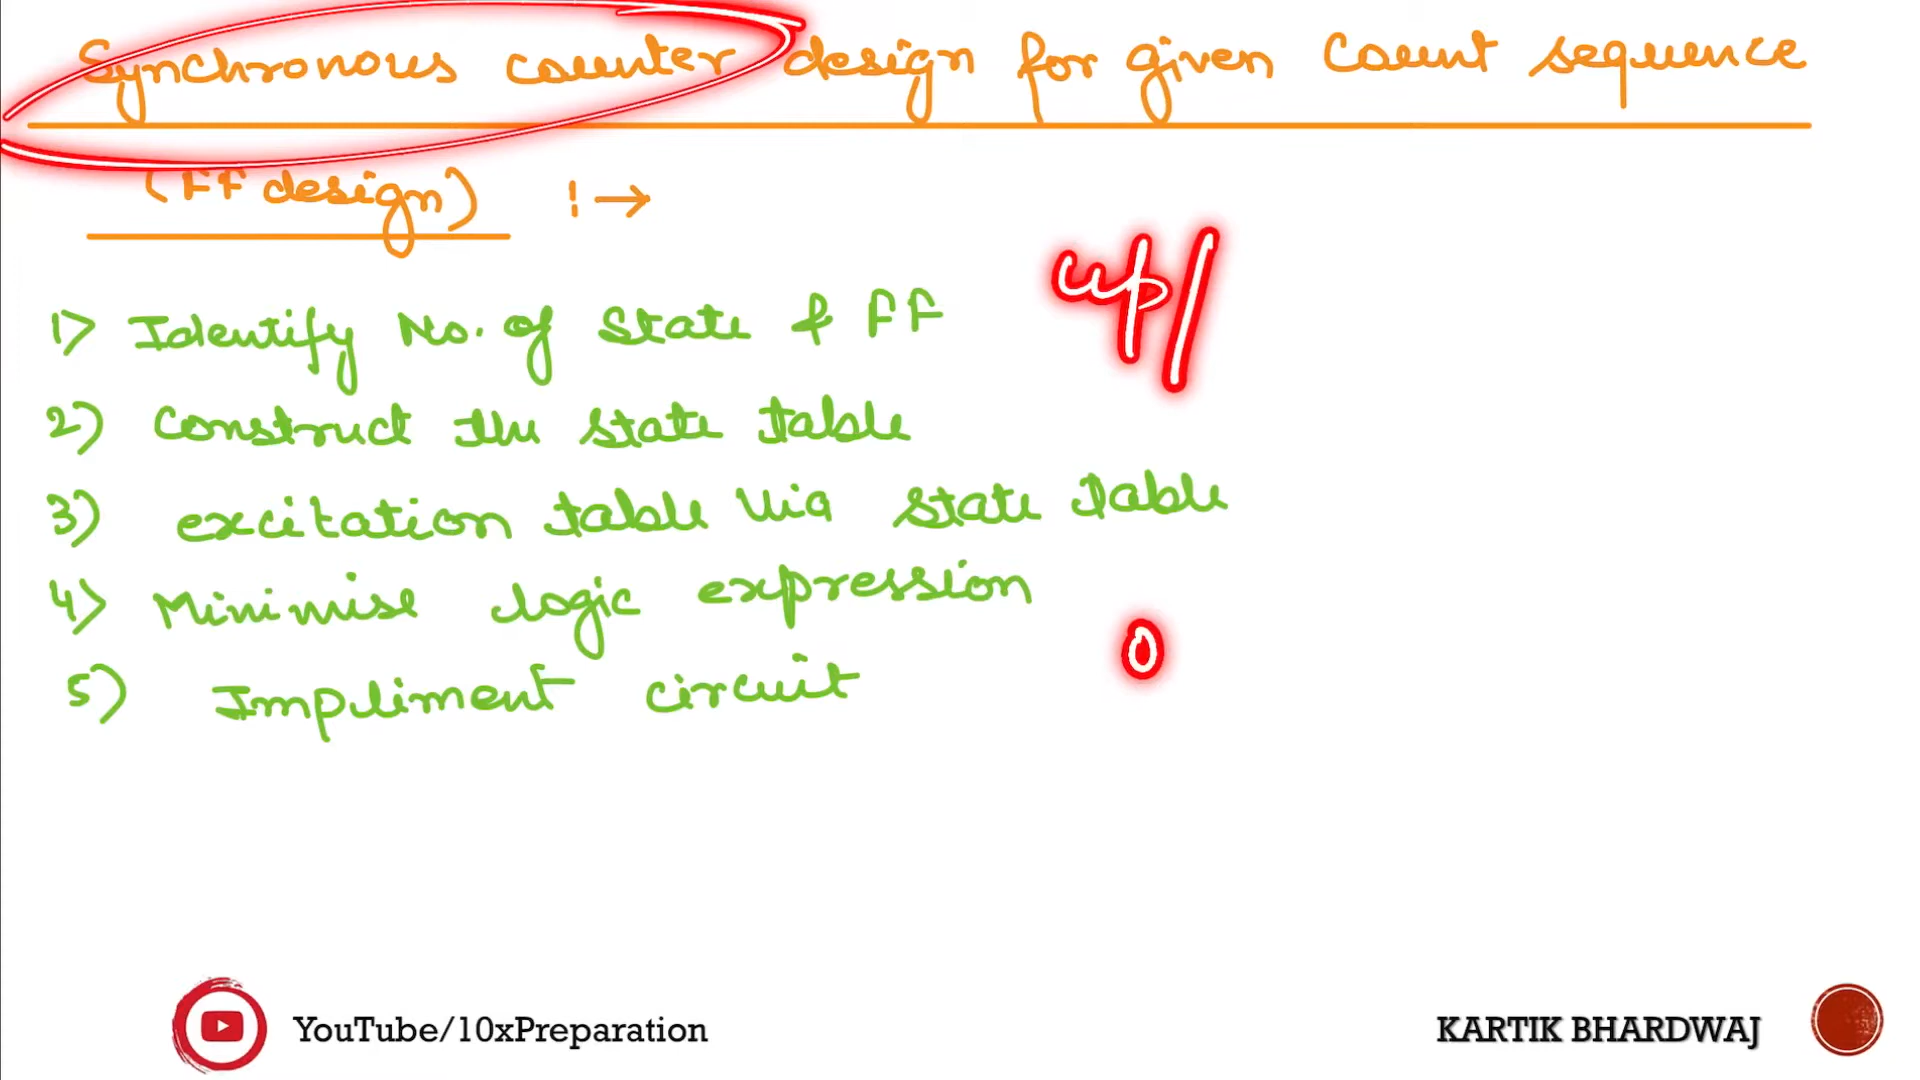 Synchronous counter design for given Count sequence
(FF design) :→
up/
1) Identify No. of State & FF
2) Construct the State table
3) excitation table via state table
4) Minimise logic expression
0
5) Impliment circuit
YouTube/10xPreparation
KARTIK BHARDWAJ